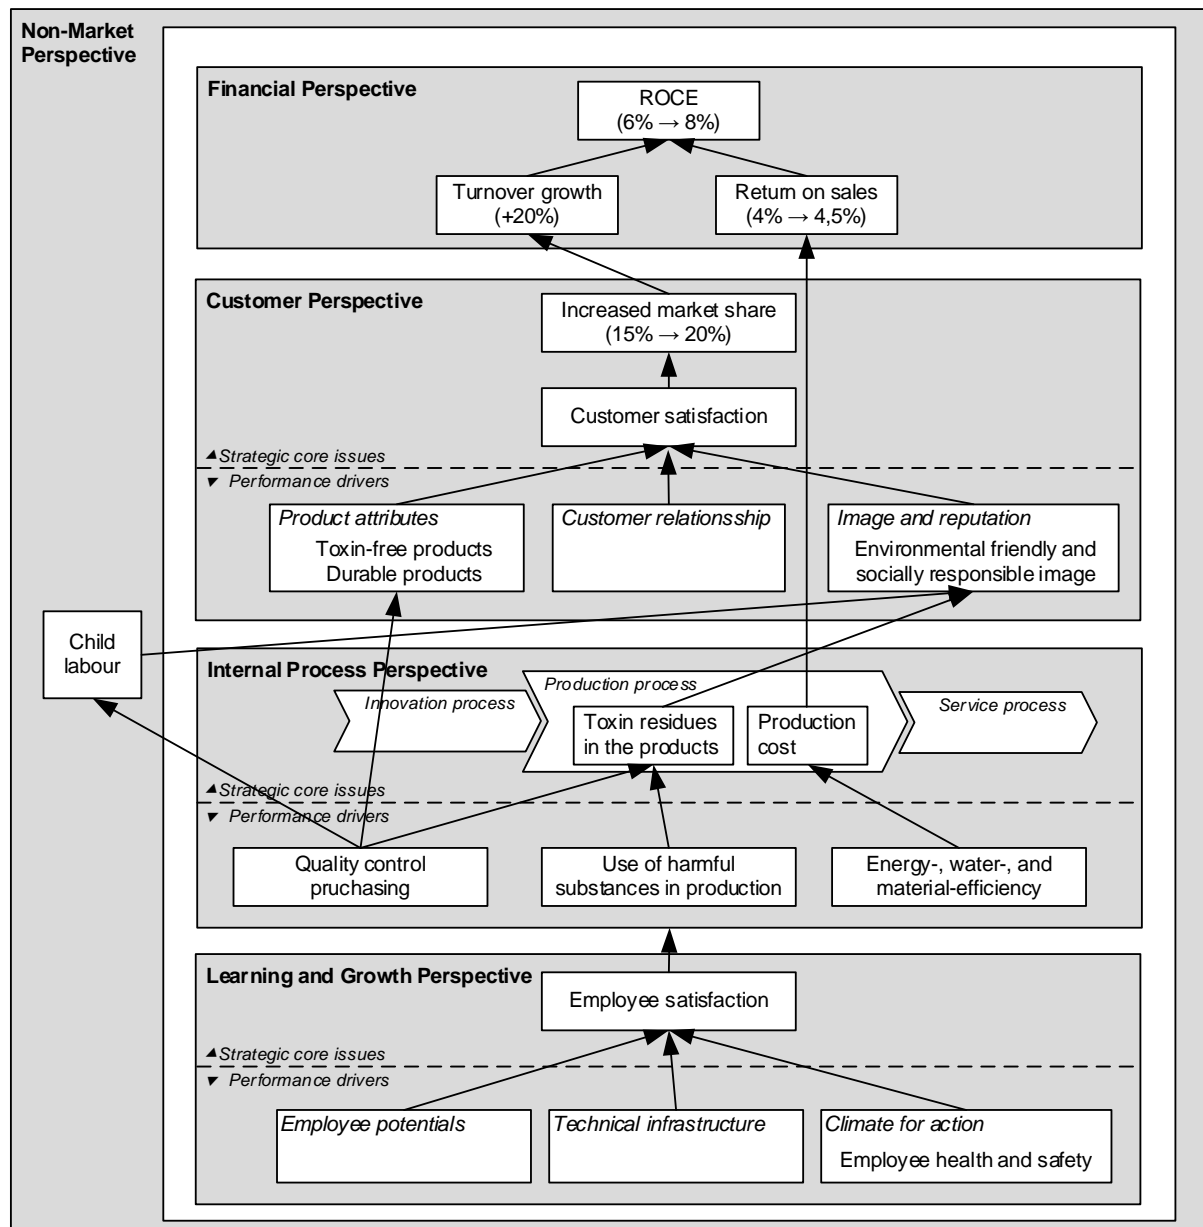 Non-Market
Perspective
Financial Perspective
ROCE
(6% → 8%)
Turnover growth
(+20%)
Return on sales
(4% → 4,5%)
Customer Perspective
Increased market share
(15% → 20%)
Customer satisfaction
Strategic core issues
Performance drivers
Product attributes
Toxin-free products
Durable products
Customer relationsship
Image and reputation
Environmental friendly and
socially responsible image
Child
labour
Internal Process Perspective
Innovation process
Production process
Toxin residues
in the products
Production
cost
Service process
Strategic core issues
Performance drivers
Quality control
pruchasing
Use of harmful
substances in production
Energy-, water-, and
material-efficiency
Learning and Growth Perspective
Employee satisfaction
Strategic core issues
Performance drivers
Employee potentials
Technical infrastructure
Climate for action
Employee health and safety